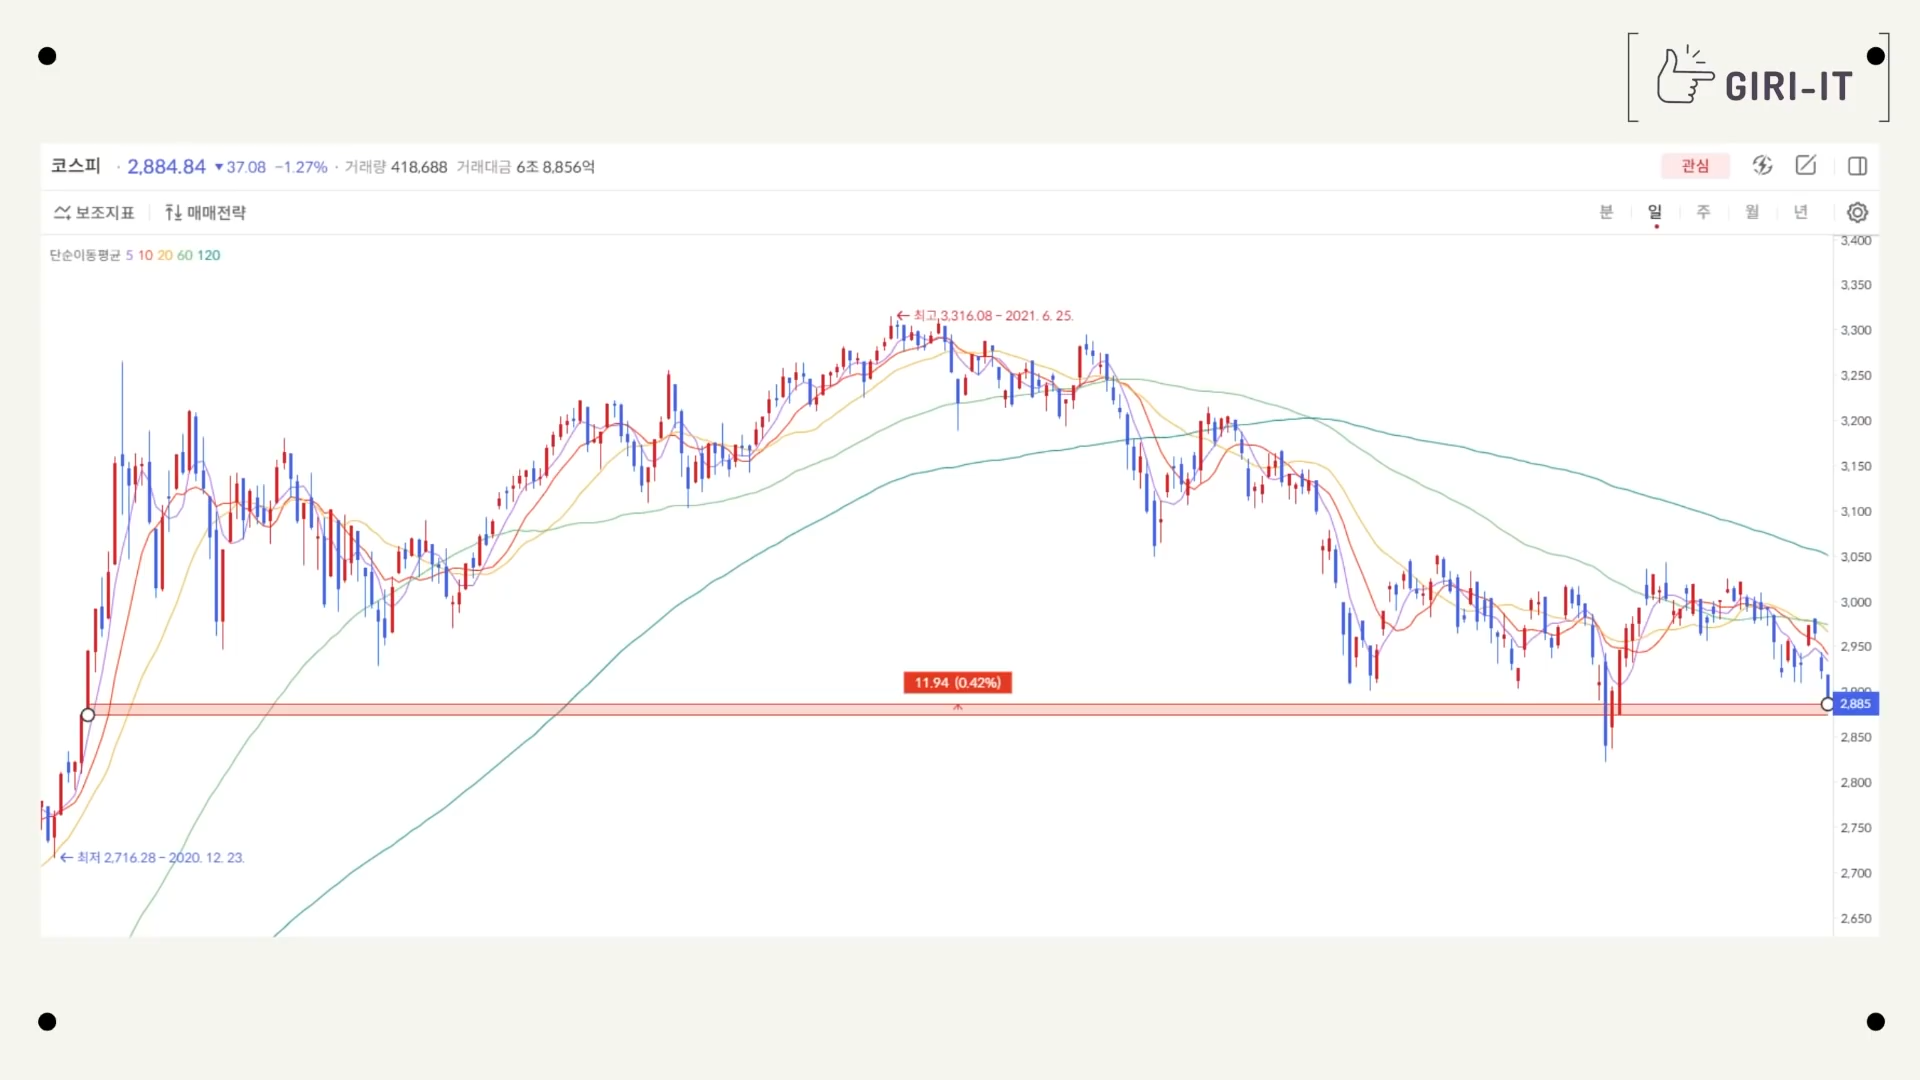 GIRI-IT
코스피 · 2,884.84 ▼37.08 -1.27% · 거래량 418,688 거래대금 6조 8,856억
관심
보조지표 매매전략
분 일 주 월 년
단순이동평균 5 10 20 60 120
3,400
3,350
← 최고 3,316.08 - 2021. 6. 25.
3,300
3,250
3,200
3,150
3,100
3,050
3,000
2,950
11.94 (0.42%)
2,900
2,885
2,850
2,800
2,750
← 최저 2,716.28 - 2020. 12. 23.
2,700
2,650